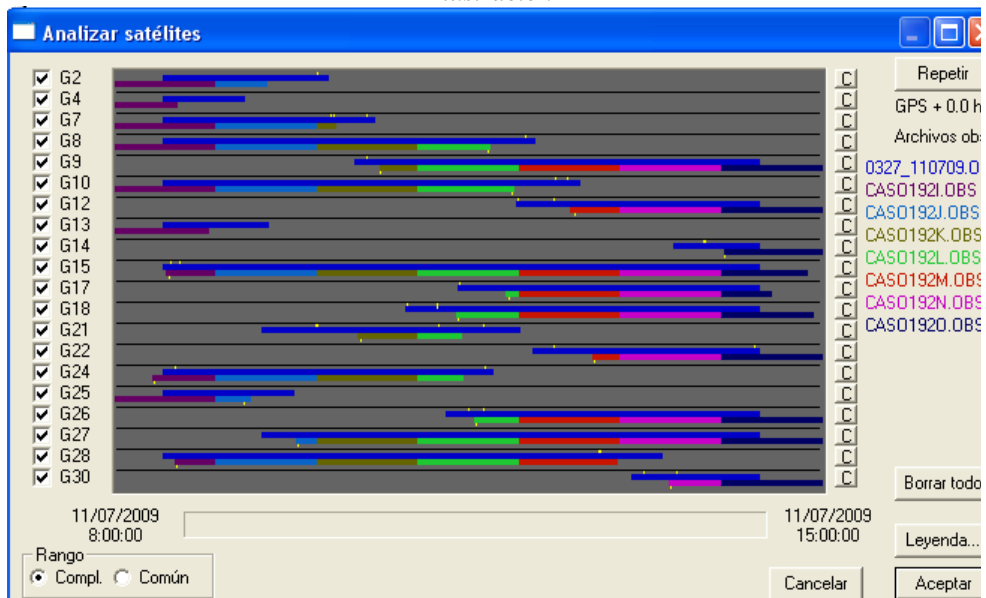 Analizar satélites
G2 C
G4 C
G7 C
G8 C
G9 C
G10 C
G12 C
G13 C
G14 C
G15 C
G17 C
G18 C
G21 C
G22 C
G24 C
G25 C
G26 C
G27 C
G28 C
G30 C
Repetir
GPS + 0.0 h
Archivos obs
0327_110709.O
CASO192I.OBS
CASO192J.OBS
CASO192K.OBS
CASO192L.OBS
CASO192M.OBS
CASO192N.OBS
CASO192O.OBS
Borrar todo
Leyenda...
11/07/2009
8:00:00
11/07/2009
15:00:00
Rango
Compl. Común
Cancelar Aceptar